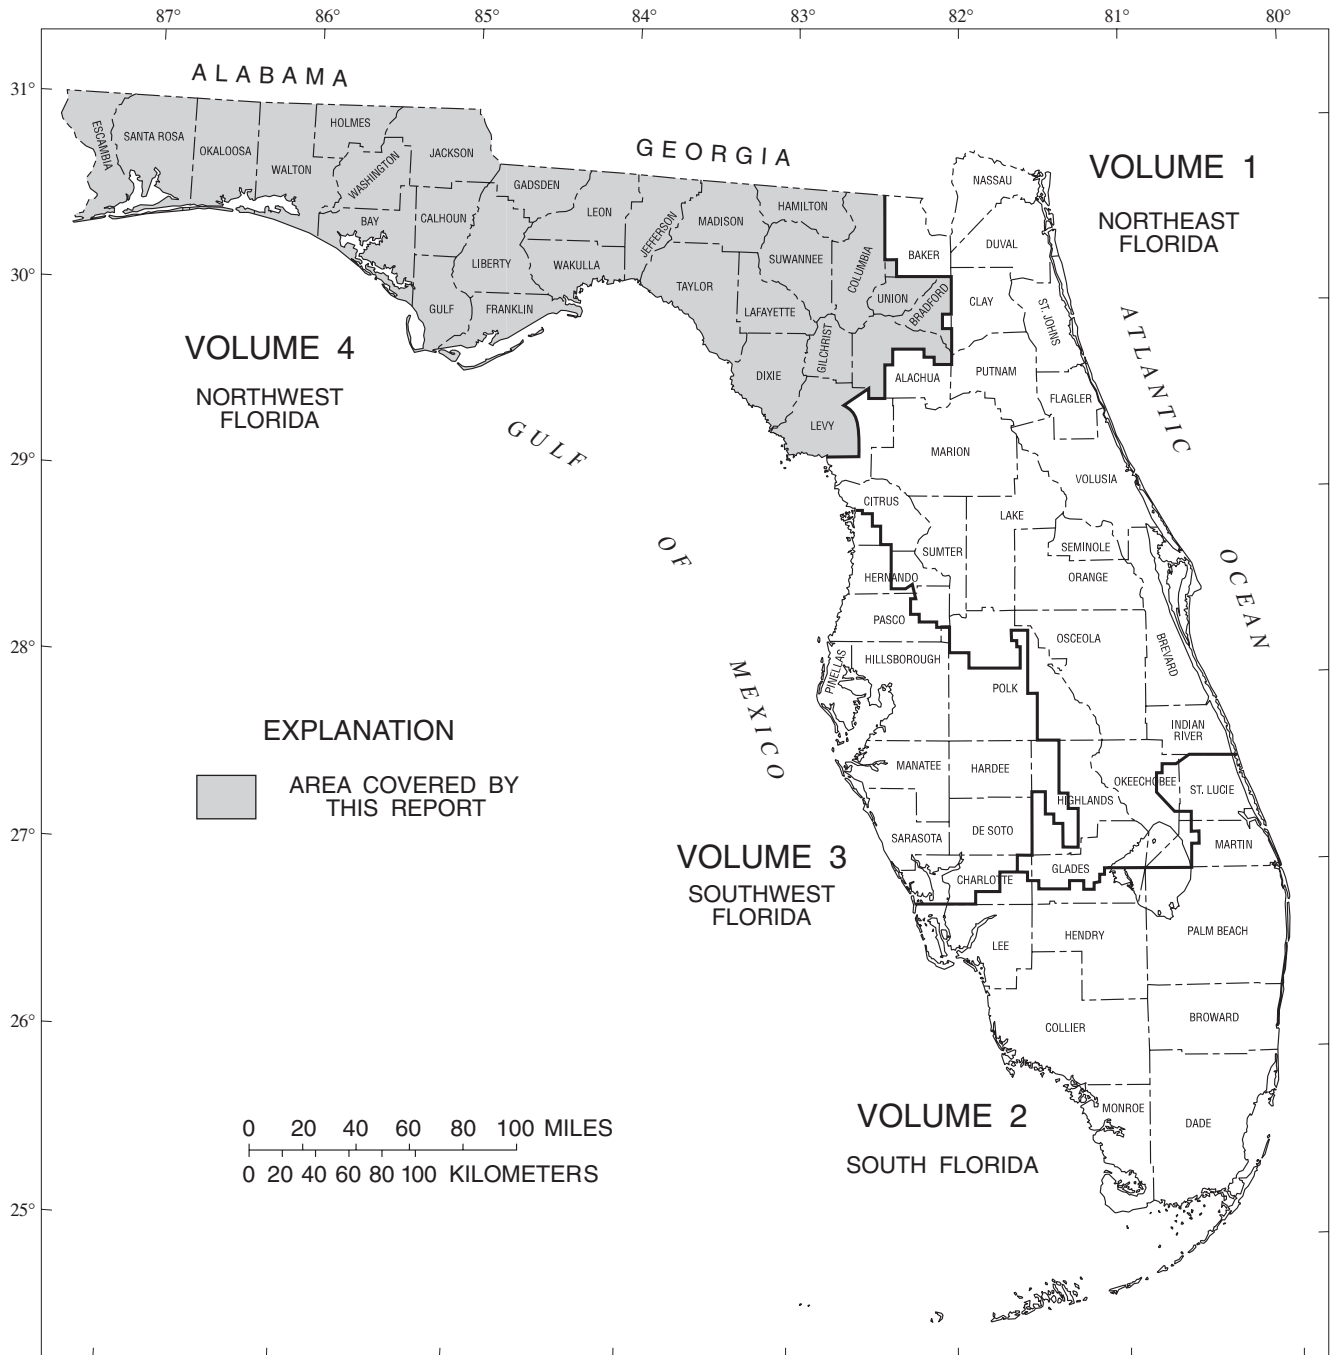 87° 86° 85° 84° 83° 82° 81° 80°
31°
30°
29°
28°
27°
26°
25°
ALABAMA
GEORGIA
ESCAMBIA
SANTA ROSA
OKALOOSA
WALTON
HOLMES
WASHINGTON
JACKSON
BAY
CALHOUN
GULF
GADSDEN
LIBERTY
FRANKLIN
LEON
WAKULLA
JEFFERSON
MADISON
TAYLOR
HAMILTON
SUWANNEE
LAFAYETTE
DIXIE
COLUMBIA
GILCHRIST
LEVY
UNION
BRADFORD
ALACHUA
BAKER
NASSAU
DUVAL
CLAY
ST. JOHNS
PUTNAM
FLAGLER
MARION
VOLUSIA
CITRUS
SUMTER
LAKE
SEMINOLE
ORANGE
HERNANDO
PASCO
HILLSBOROUGH
PINELLAS
POLK
OSCEOLA
BREVARD
INDIAN
RIVER
MANATEE
HARDEE
HIGHLANDS
OKEECHOBEE
ST. LUCIE
SARASOTA
DE SOTO
CHARLOTTE
GLADES
MARTIN
LEE
HENDRY
PALM BEACH
COLLIER
BROWARD
MONROE
DADE
VOLUME 1
NORTHEAST
FLORIDA
VOLUME 4
NORTHWEST
FLORIDA
GULF
OF
MEXICO
ATLANTIC
OCEAN
EXPLANATION
AREA COVERED BY
THIS REPORT
VOLUME 3
SOUTHWEST
FLORIDA
VOLUME 2
SOUTH FLORIDA
0 20 40 60 80 100 MILES
0 20 40 60 80 100 KILOMETERS